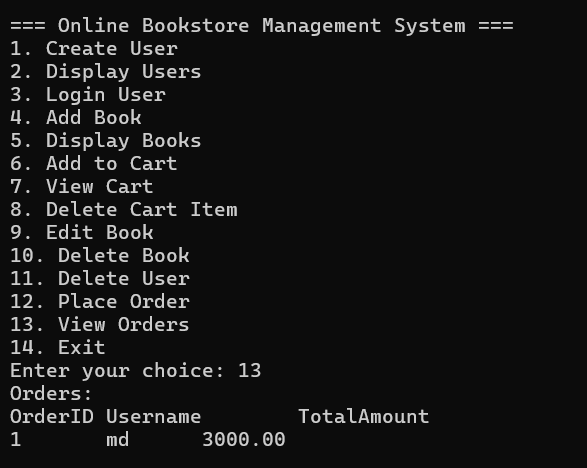 === Online Bookstore Management System ===
1. Create User
2. Display Users
3. Login User
4. Add Book
5. Display Books
6. Add to Cart
7. View Cart
8. Delete Cart Item
9. Edit Book
10. Delete Book
11. Delete User
12. Place Order
13. View Orders
14. Exit
Enter your choice: 13
Orders:
OrderID Username        TotalAmount
1       md      3000.00